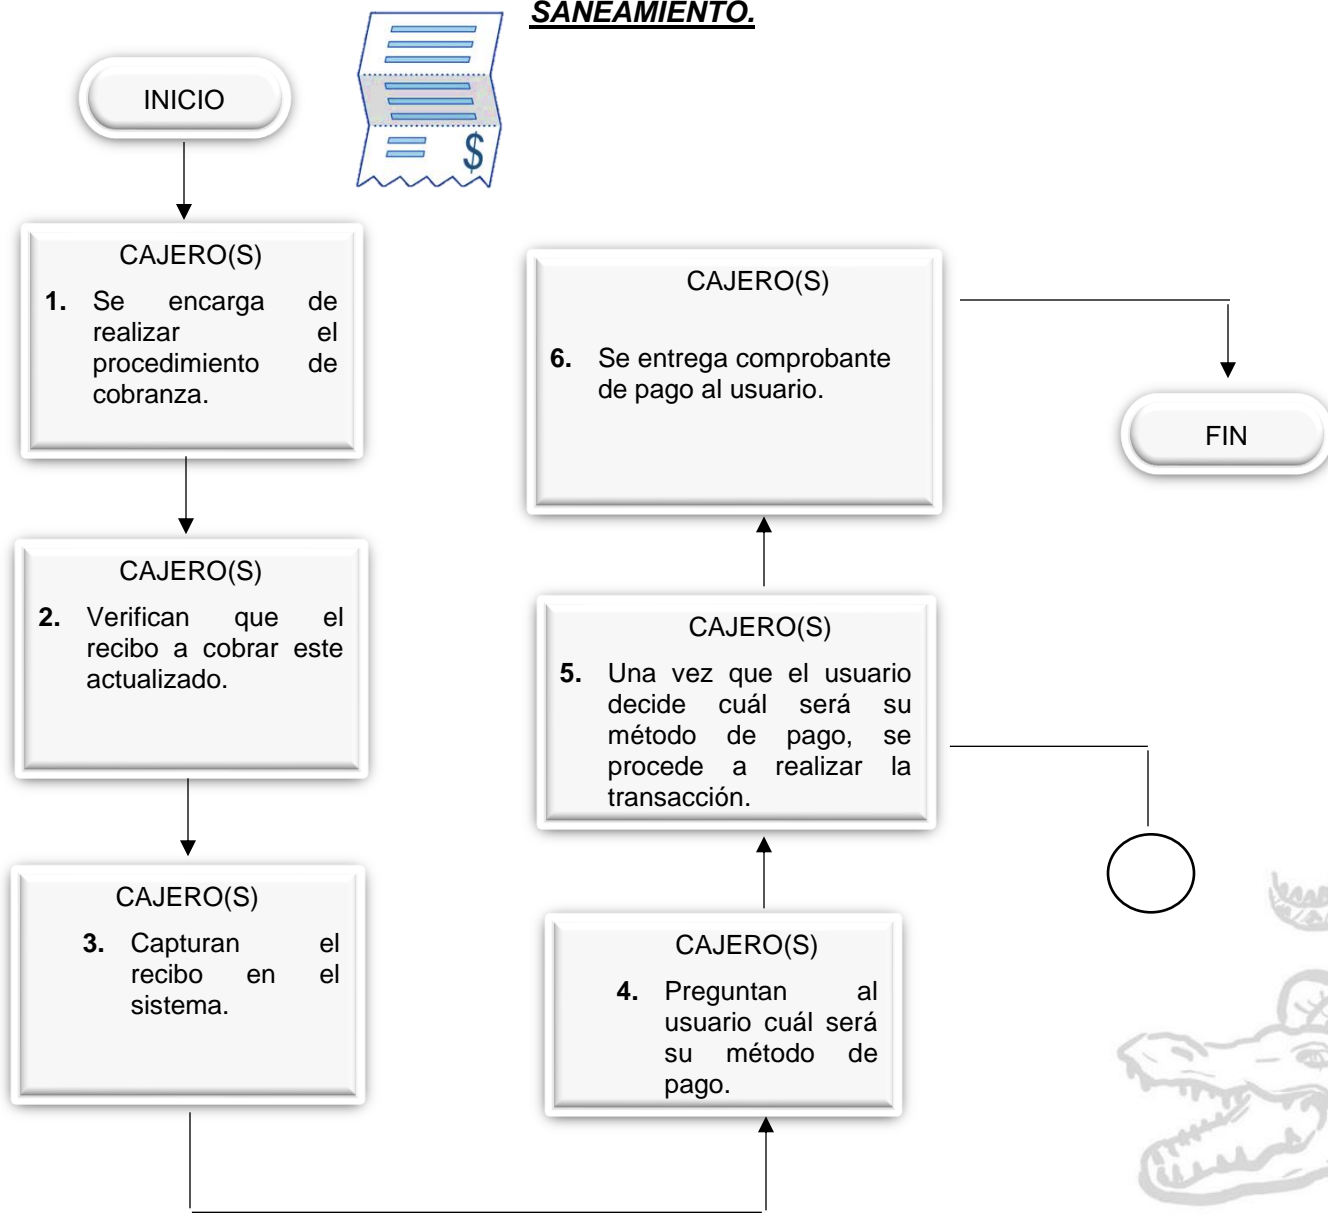 SANEAMIENTO.
INICIO
$
CAJERO(S)
1. Se encarga de
realizar el
procedimiento de
cobranza.
CAJERO(S)
2. Verifican que el
recibo a cobrar este
actualizado.
CAJERO(S)
3. Capturan el
recibo en el
sistema.
CAJERO(S)
4. Preguntan al
usuario cuál será
su método de
pago.
CAJERO(S)
5. Una vez que el usuario
decide cuál será su
método de pago, se
procede a realizar la
transacción.
CAJERO(S)
6. Se entrega comprobante
de pago al usuario.
FIN